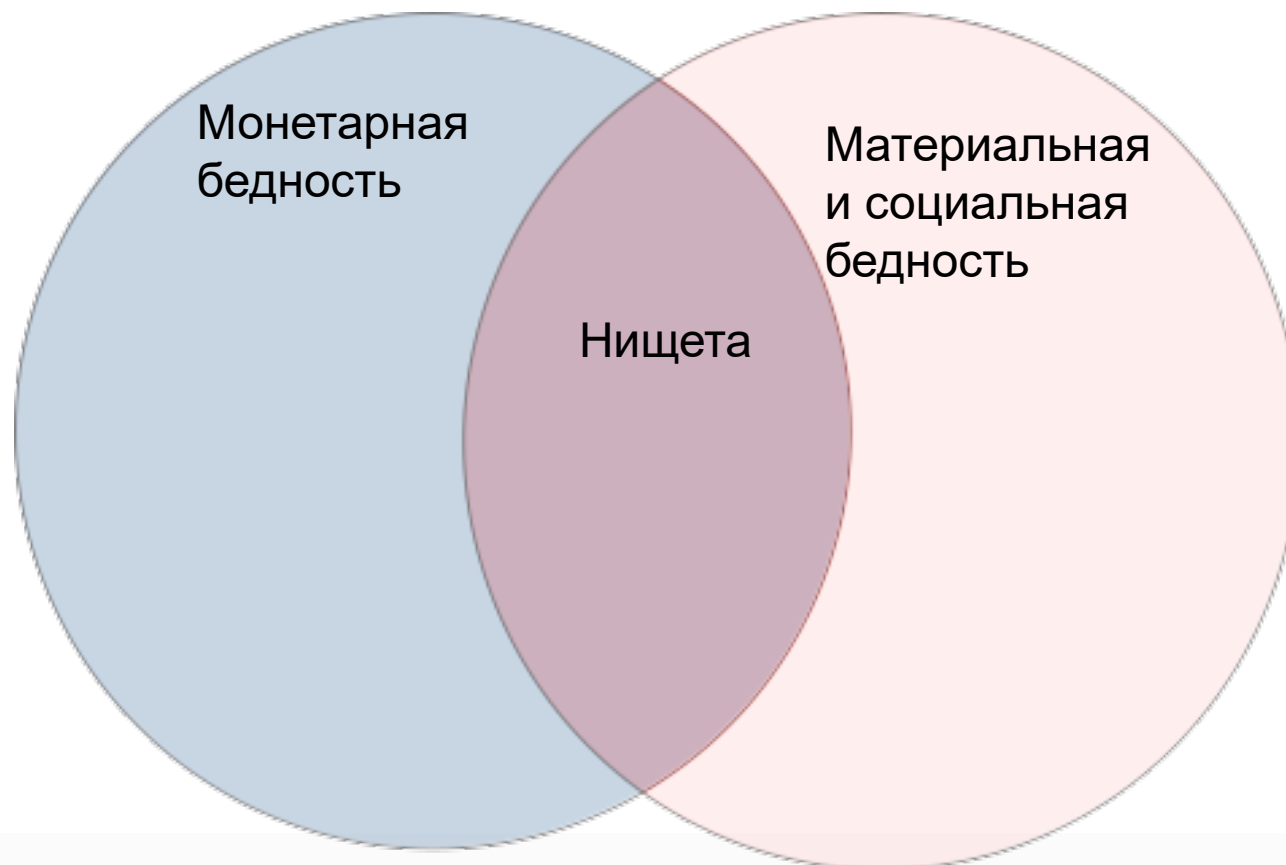 Монетарная
бедность
Материальная
и социальная
бедность
Нищета